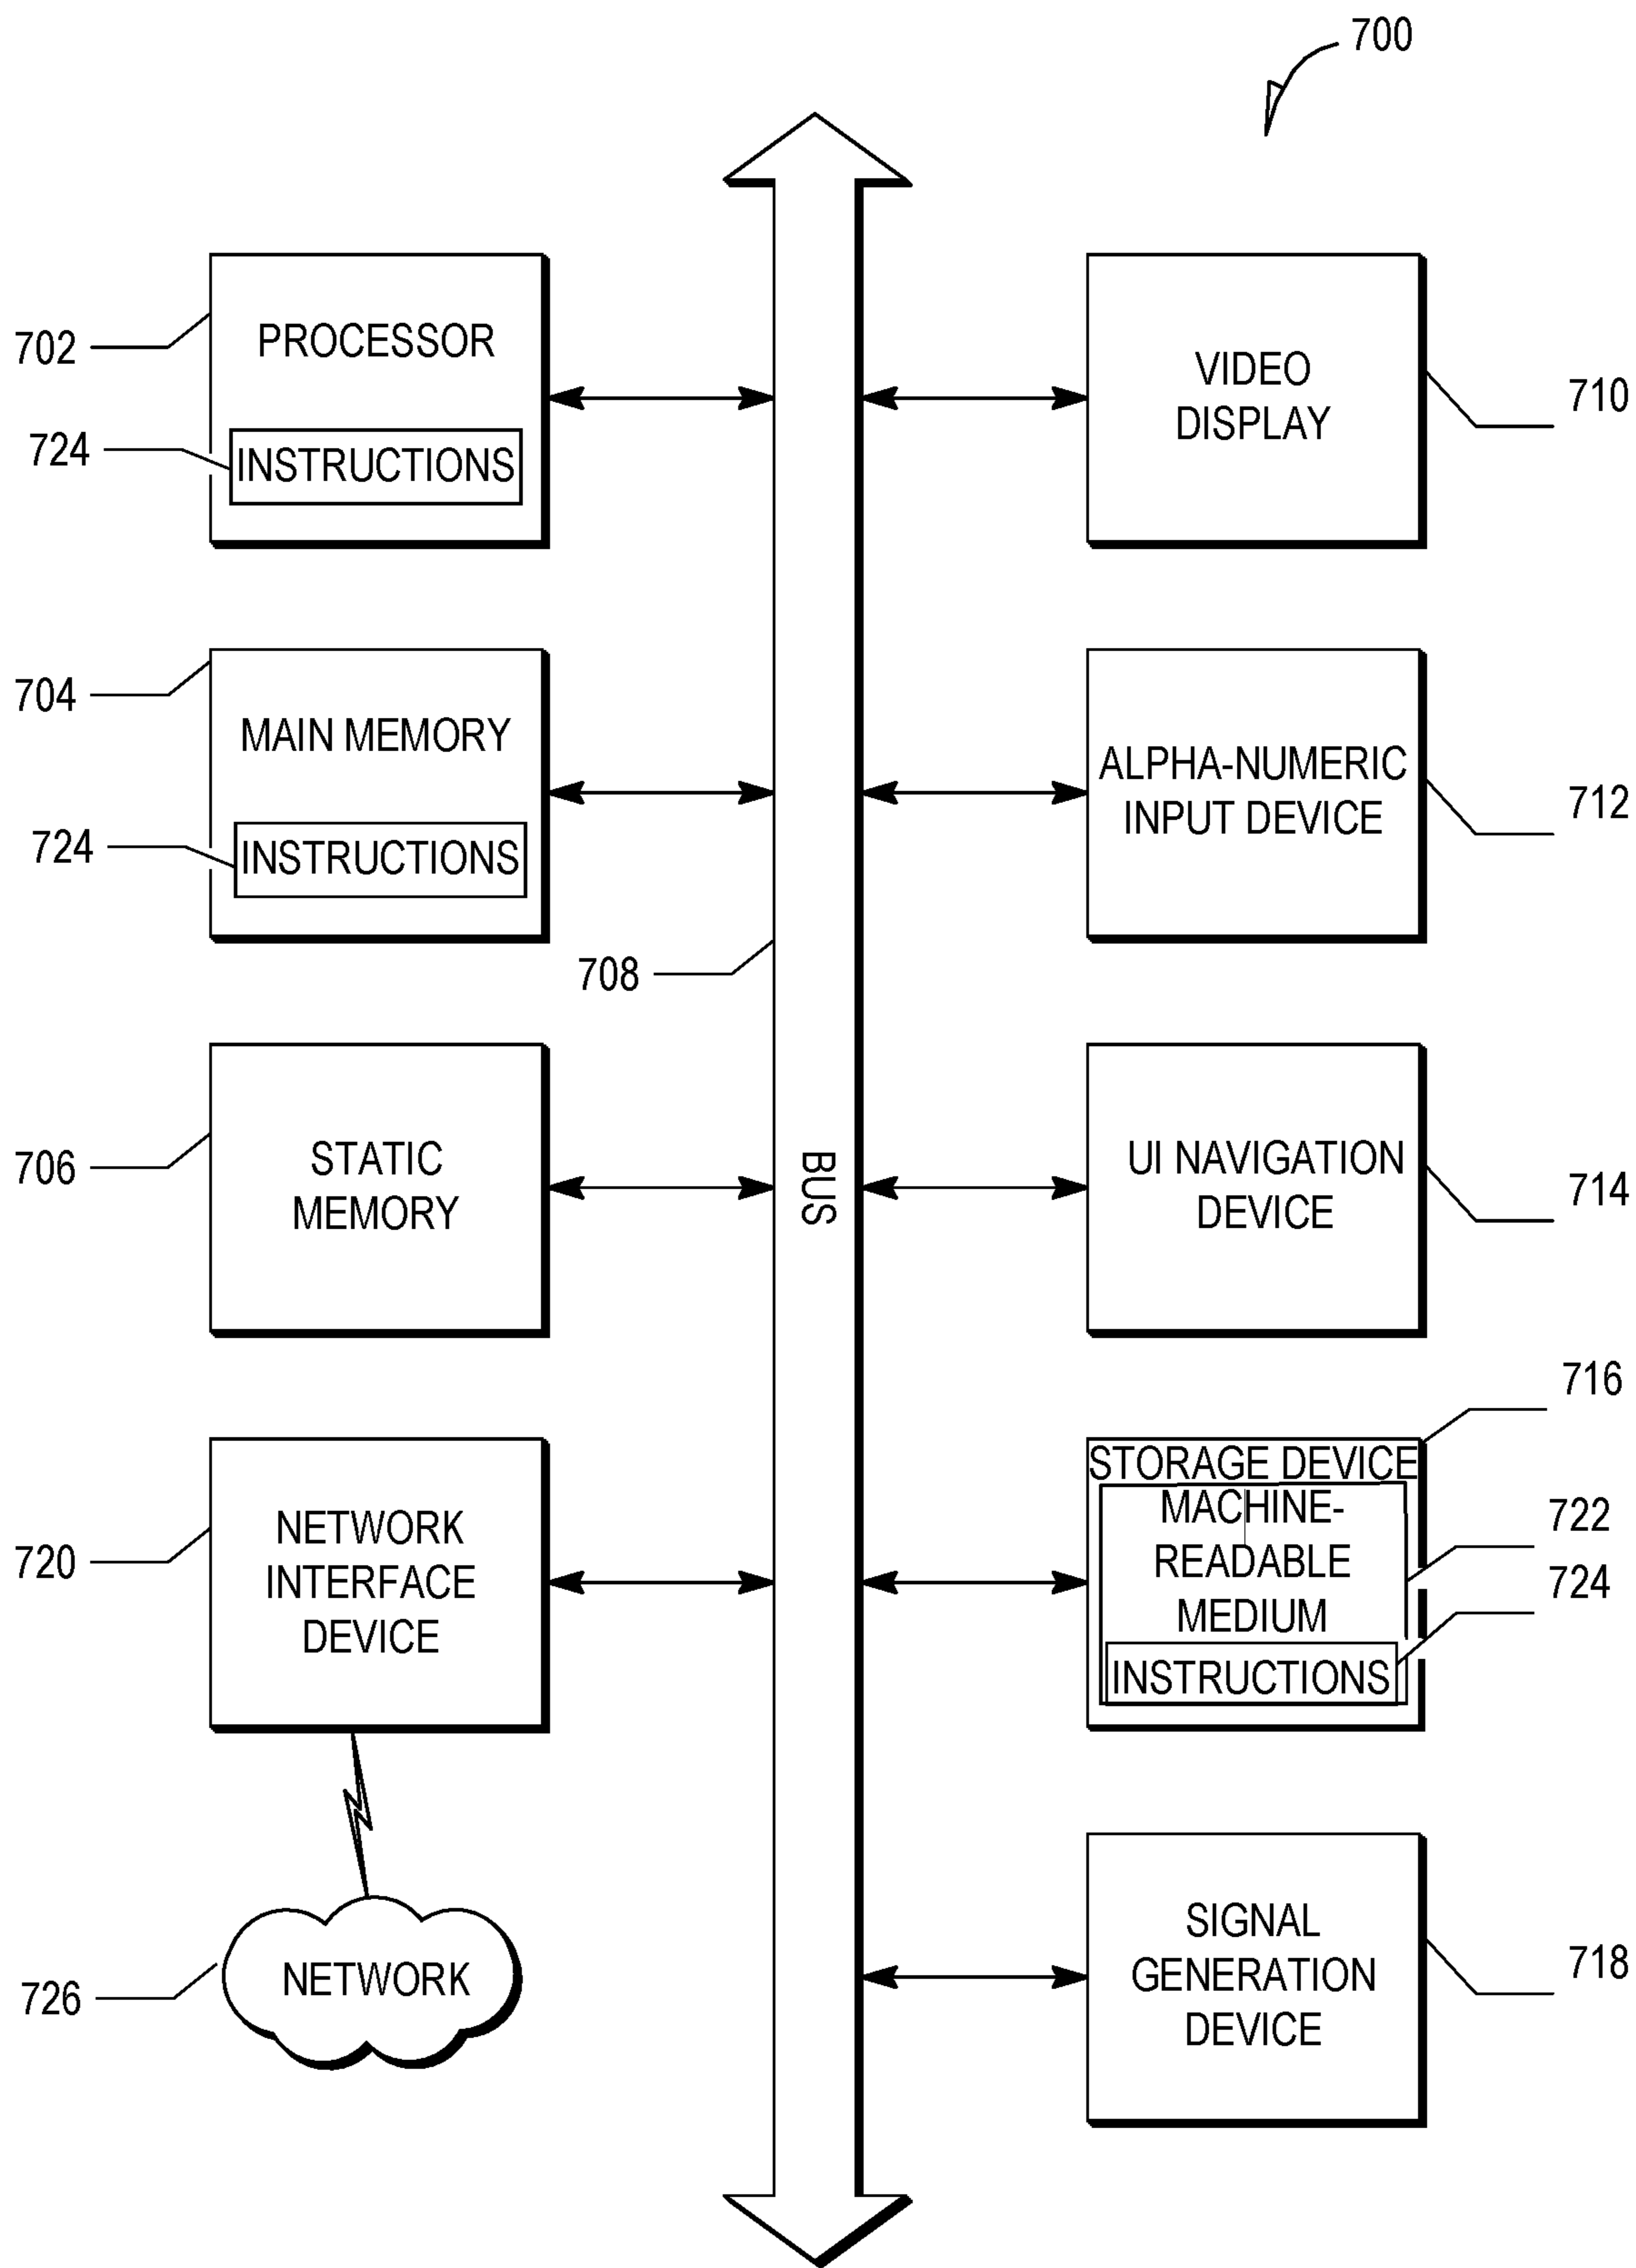 700
702
PROCESSOR
724
INSTRUCTIONS
VIDEO
DISPLAY
710
704
MAIN MEMORY
724
INSTRUCTIONS
ALPHA-NUMERIC
INPUT DEVICE
712
708
BUS
706
STATIC
MEMORY
UI NAVIGATION
DEVICE
714
720
NETWORK
INTERFACE
DEVICE
716
STORAGE DEVICE
MACHINE-
READABLE
MEDIUM
722
724
INSTRUCTIONS
726
NETWORK
SIGNAL
GENERATION
DEVICE
718